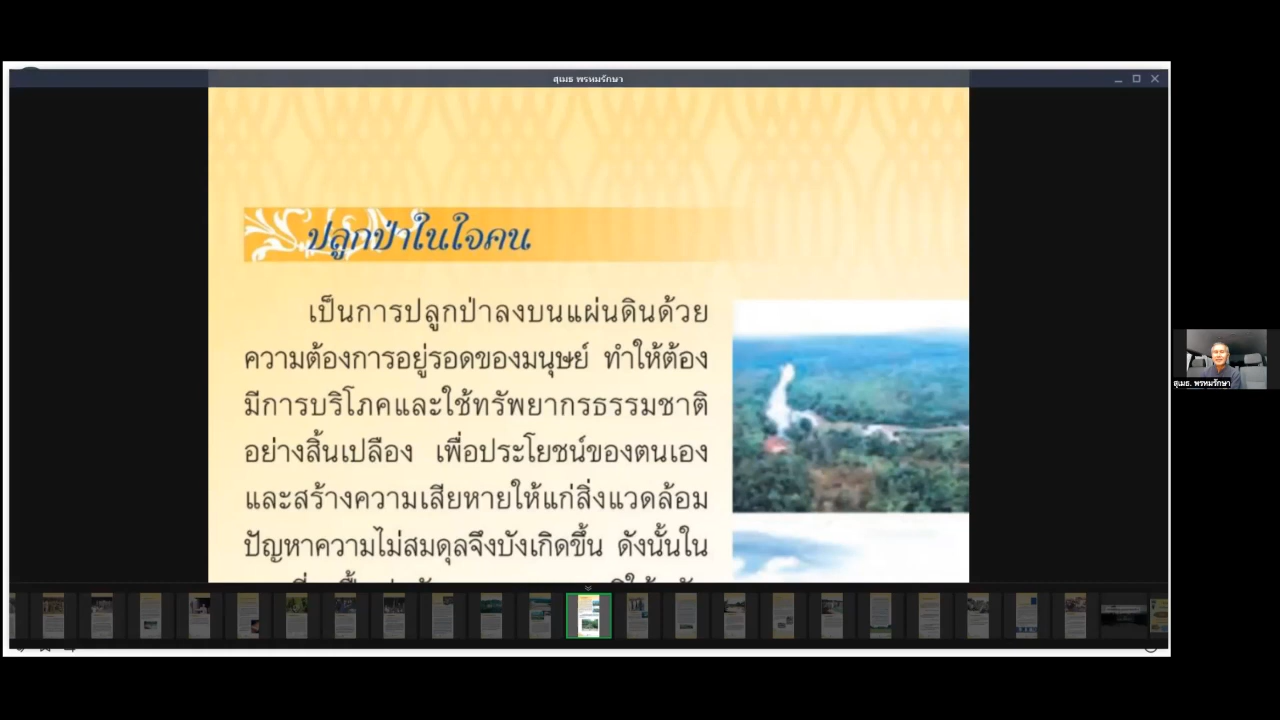 สุเมธ พรหมรักษา
ปลูกป่าในใจคน
เป็นการปลูกป่าลงบนแผ่นดินด้วย
ความต้องการอยู่รอดของมนุษย์ ทำให้ต้อง
มีการบริโภคและใช้ทรัพยากรธรรมชาติ
อย่างสิ้นเปลือง เพื่อประโยชน์ของตนเอง
และสร้างความเสียหายให้แก่สิ่งแวดล้อม
ปัญหาความไม่สมดุลจึงบังเกิดขึ้น ดังนั้นใน
สุเมธ. พรหมรักษา